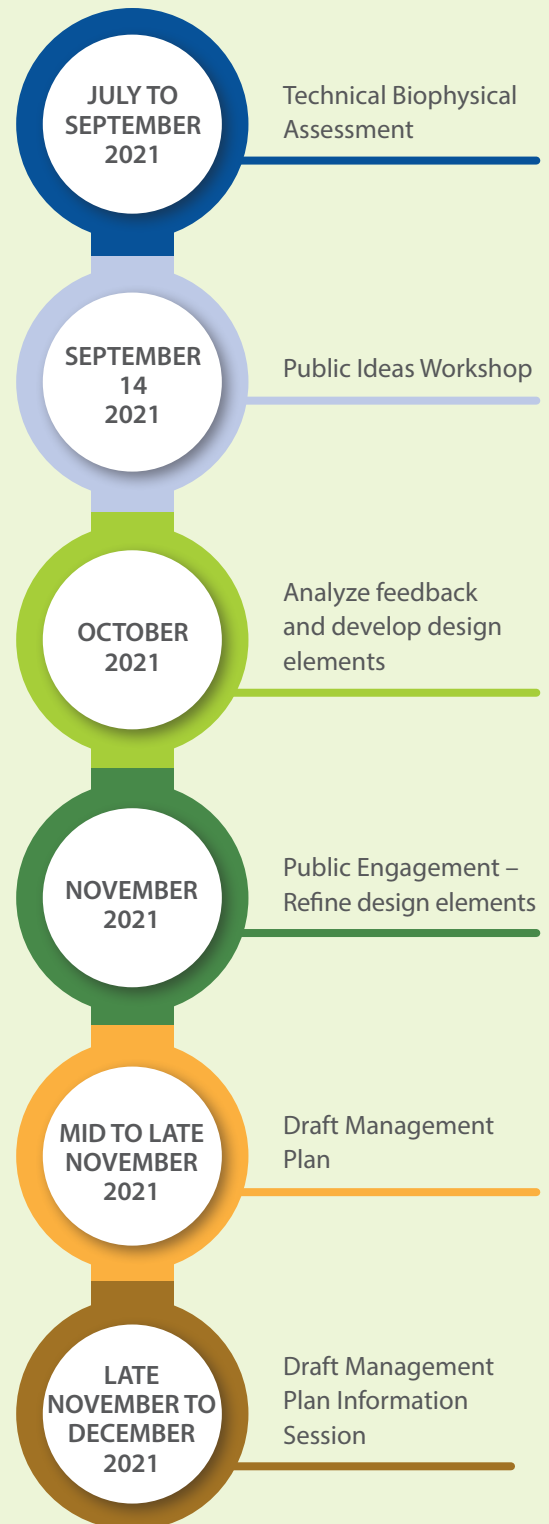 JULY TO
SEPTEMBER
2021
Technical Biophysical
Assessment
SEPTEMBER
14
2021
Public Ideas Workshop
OCTOBER
2021
Analyze feedback
and develop design
elements
NOVEMBER
2021
Public Engagement –
Refine design elements
MID TO LATE
NOVEMBER
2021
Draft Management
Plan
LATE
NOVEMBER TO
DECEMBER
2021
Draft Management
Plan Information
Session